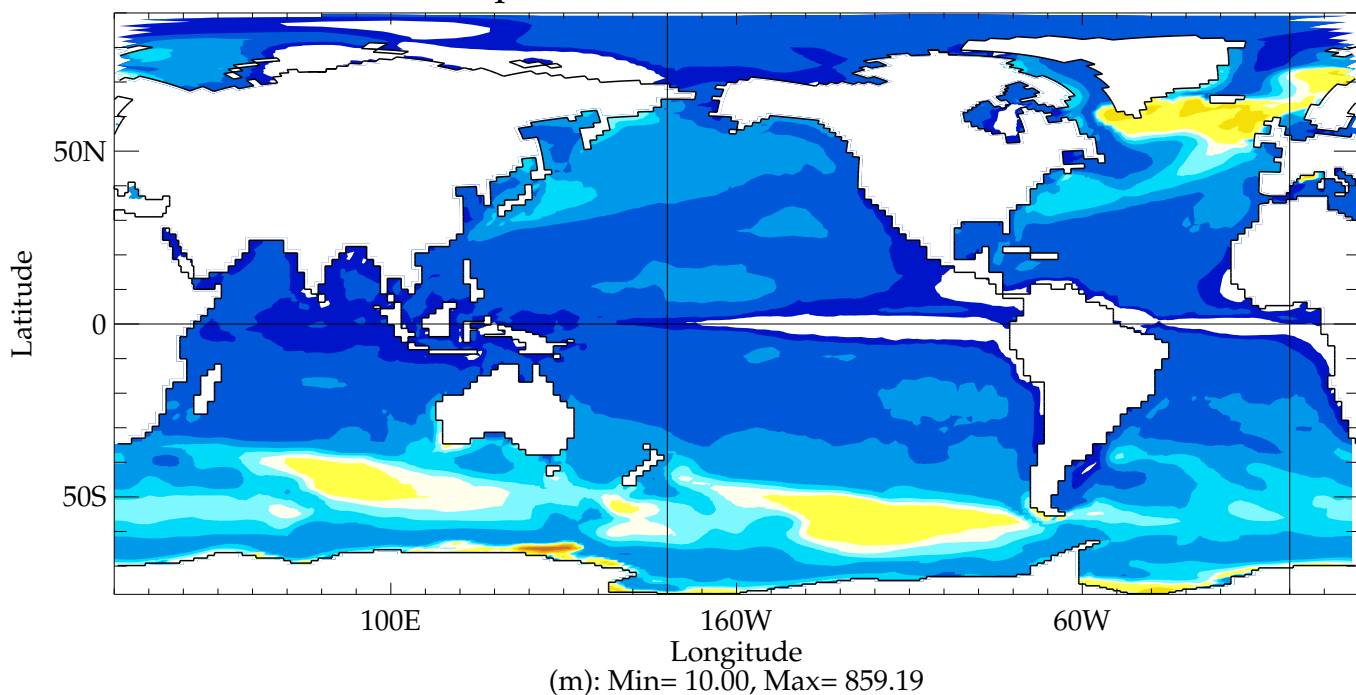 50N
0
50S
Latitude
100E
160W
60W
Longitude
(m): Min= 10.00, Max= 859.19